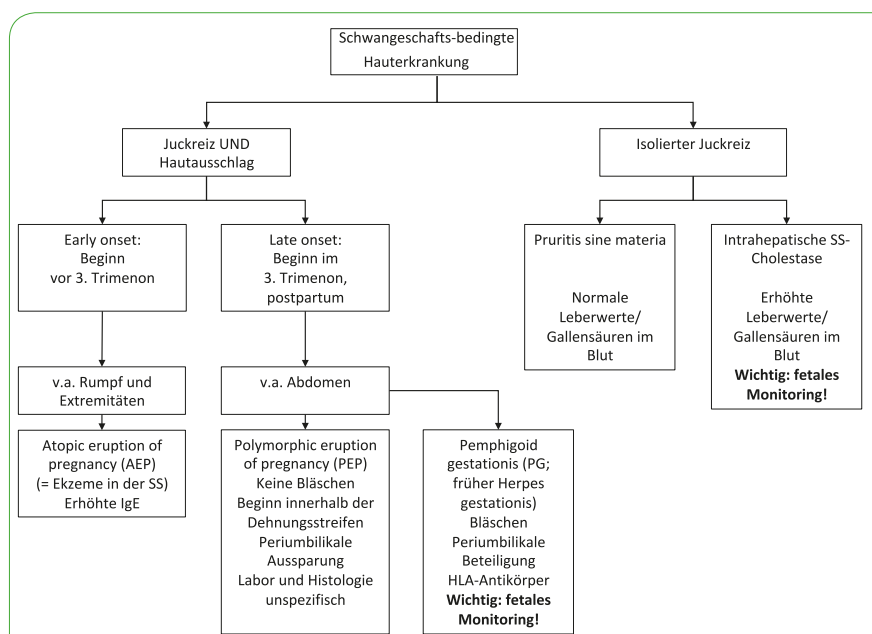 Schwangeschafts-bedingte
Hauterkrankung
Juckreiz UND
Hautausschlag
Isolierter Juckreiz
Early onset:
Beginn
vor 3. Trimenon
Late onset:
Beginn im
3. Trimenon,
postpartum
Pruritis sine materia
Normale
Leberwerte/
Gallensäuren im
Blut
Intrahepatische SS-
Cholestase
Erhöhte
Leberwerte/
Gallensäuren im
Blut
Wichtig: fetales
Monitoring!
v.a. Rumpf und
Extremitäten
v.a. Abdomen
Atopic eruption of
pregnancy (AEP)
(= Ekzeme in der SS)
Erhöhte IgE
Polymorphic eruption
of pregnancy (PEP)
Keine Bläschen
Beginn innerhalb der
Dehnungsstreifen
Periumbilikale
Aussparung
Labor und Histologie
unspezifisch
Pemphigoid
gestationis (PG;
früher Herpes
gestationis)
Bläschen
Periumbilikale
Beteiligung
HLA-Antikörper
Wichtig: fetales
Monitoring!